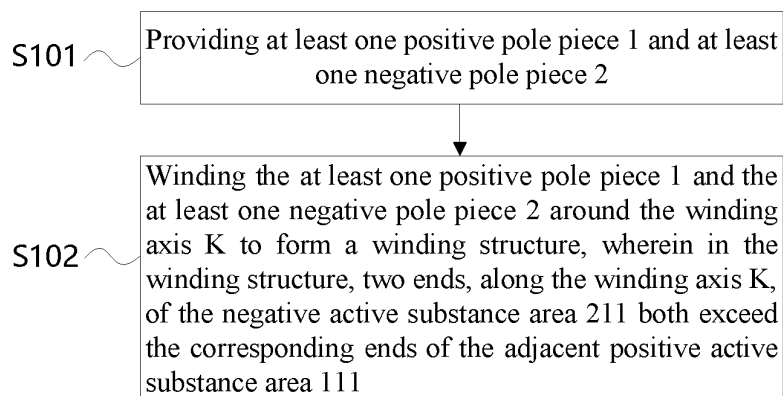 S101
Providing at least one positive pole piece 1 and at least
one negative pole piece 2
S102
Winding the at least one positive pole piece 1 and the
at least one negative pole piece 2 around the winding
axis K to form a winding structure, wherein in the
winding structure, two ends, along the winding axis K,
of the negative active substance area 211 both exceed
the corresponding ends of the adjacent positive active
substance area 111